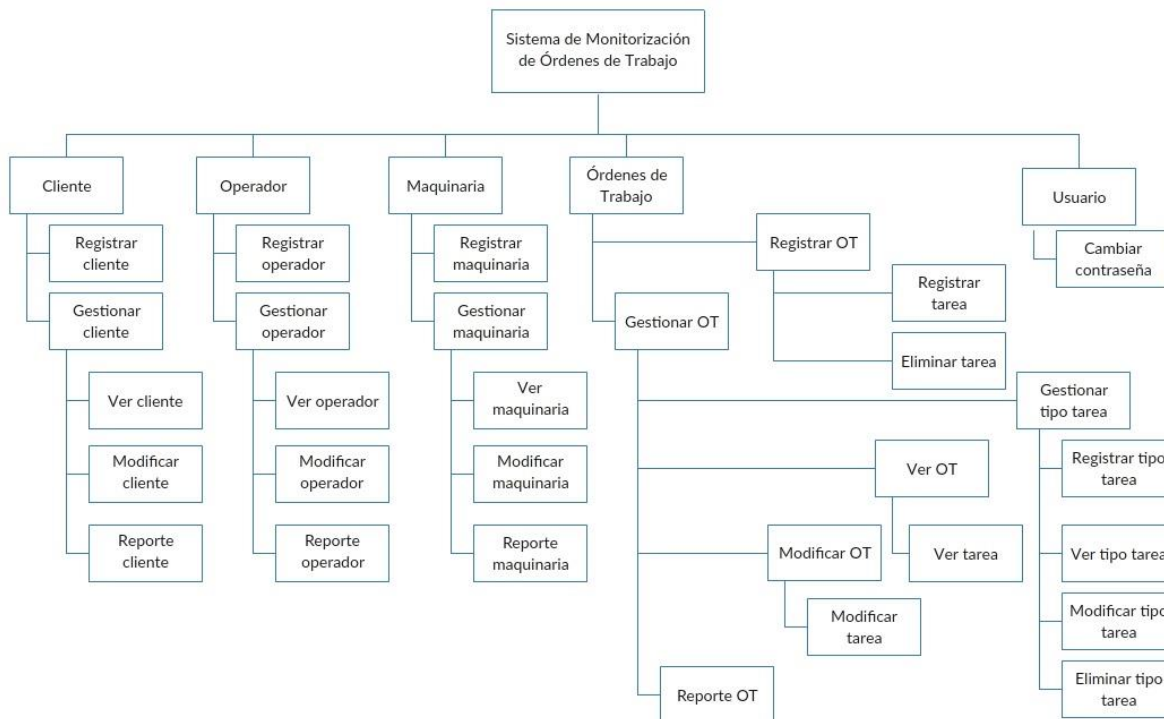 Sistema de Monitorización
de Órdenes de Trabajo
Cliente
Operador
Maquinaria
Órdenes de
Trabajo
Usuario
Registrar
cliente
Registrar
operador
Registrar
maquinaria
Registrar OT
Cambiar
contraseña
Registrar
tarea
Gestionar
cliente
Gestionar
operador
Gestionar
maquinaria
Gestionar OT
Eliminar tarea
Ver cliente
Ver operador
Ver
maquinaria
Gestionar
tipo tarea
Modificar
cliente
Modificar
operador
Modificar
maquinaria
Ver OT
Registrar tipo
tarea
Reporte
cliente
Reporte
operador
Reporte
maquinaria
Modificar OT
Ver tarea
Ver tipo tarea
Modificar
tarea
Modificar tipo
tarea
Reporte OT
Eliminar tipo
tarea